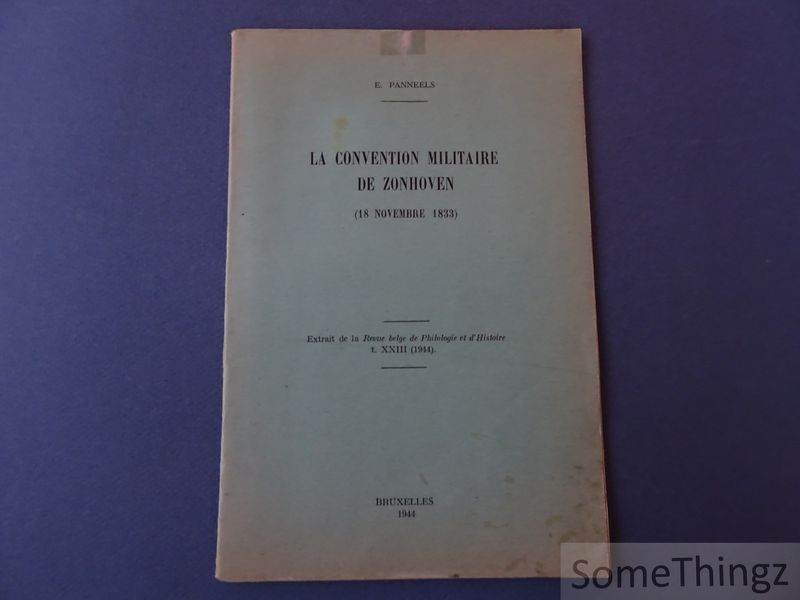 E. PANNEELS
LA CONVENTION MILITAIRE
DE ZONHOVEN
(18 NOVEMBRE 1833)
Extrait de la Revue belge de Philologie et d'Histoire
t. XXIII (1944).
BRUXELLES
1944
SomeThingz